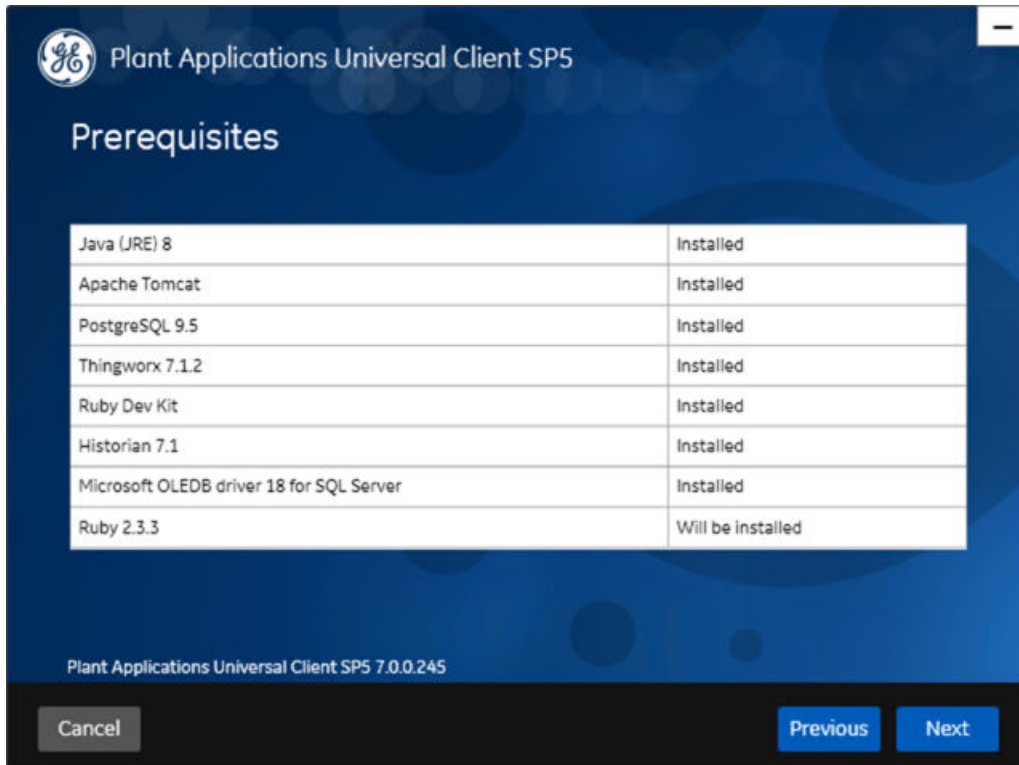 Plant Applications Universal Client SP5
Prerequisites
Java (JRE) 8 Installed
Apache Tomcat Installed
PostgreSQL 9.5 Installed
Thingworx 7.1.2 Installed
Ruby Dev Kit Installed
Historian 7.1 Installed
Microsoft OLEDB driver 18 for SQL Server Installed
Ruby 2.3.3 Will be installed
Plant Applications Universal Client SP5 7.0.0.245
Cancel Previous Next